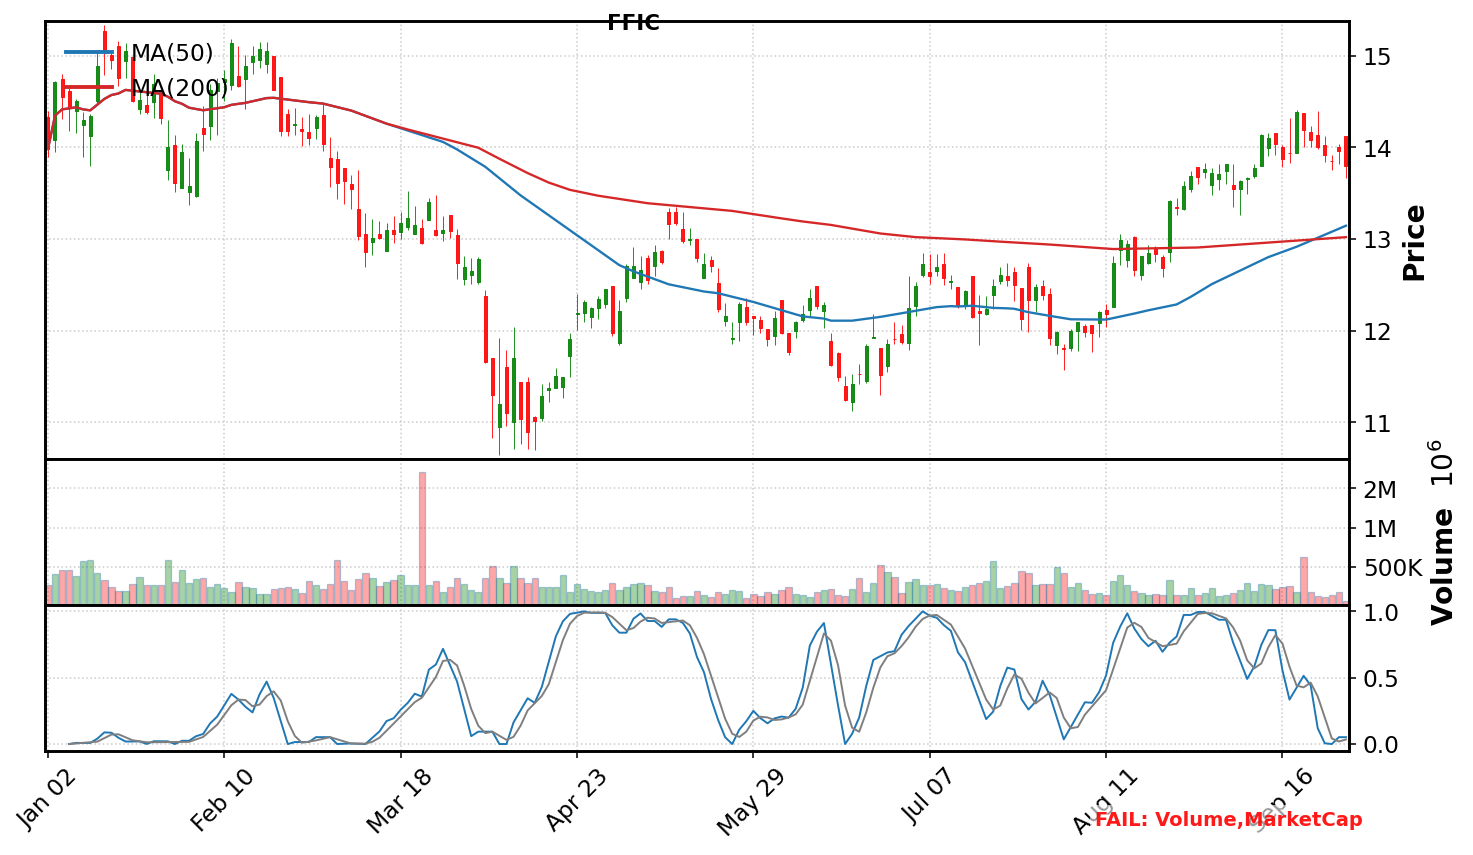 FFIC
MA(50)
MA(200)
15
14
13
12
11
Price
10^6
2M
1M
500K
Volume
1.0
0.5
0.0
Jan 02
Feb 10
Mar 18
Apr 23
May 29
Jul 07
Aug 11
Sep 16
FAIL: Volume,MarketCap